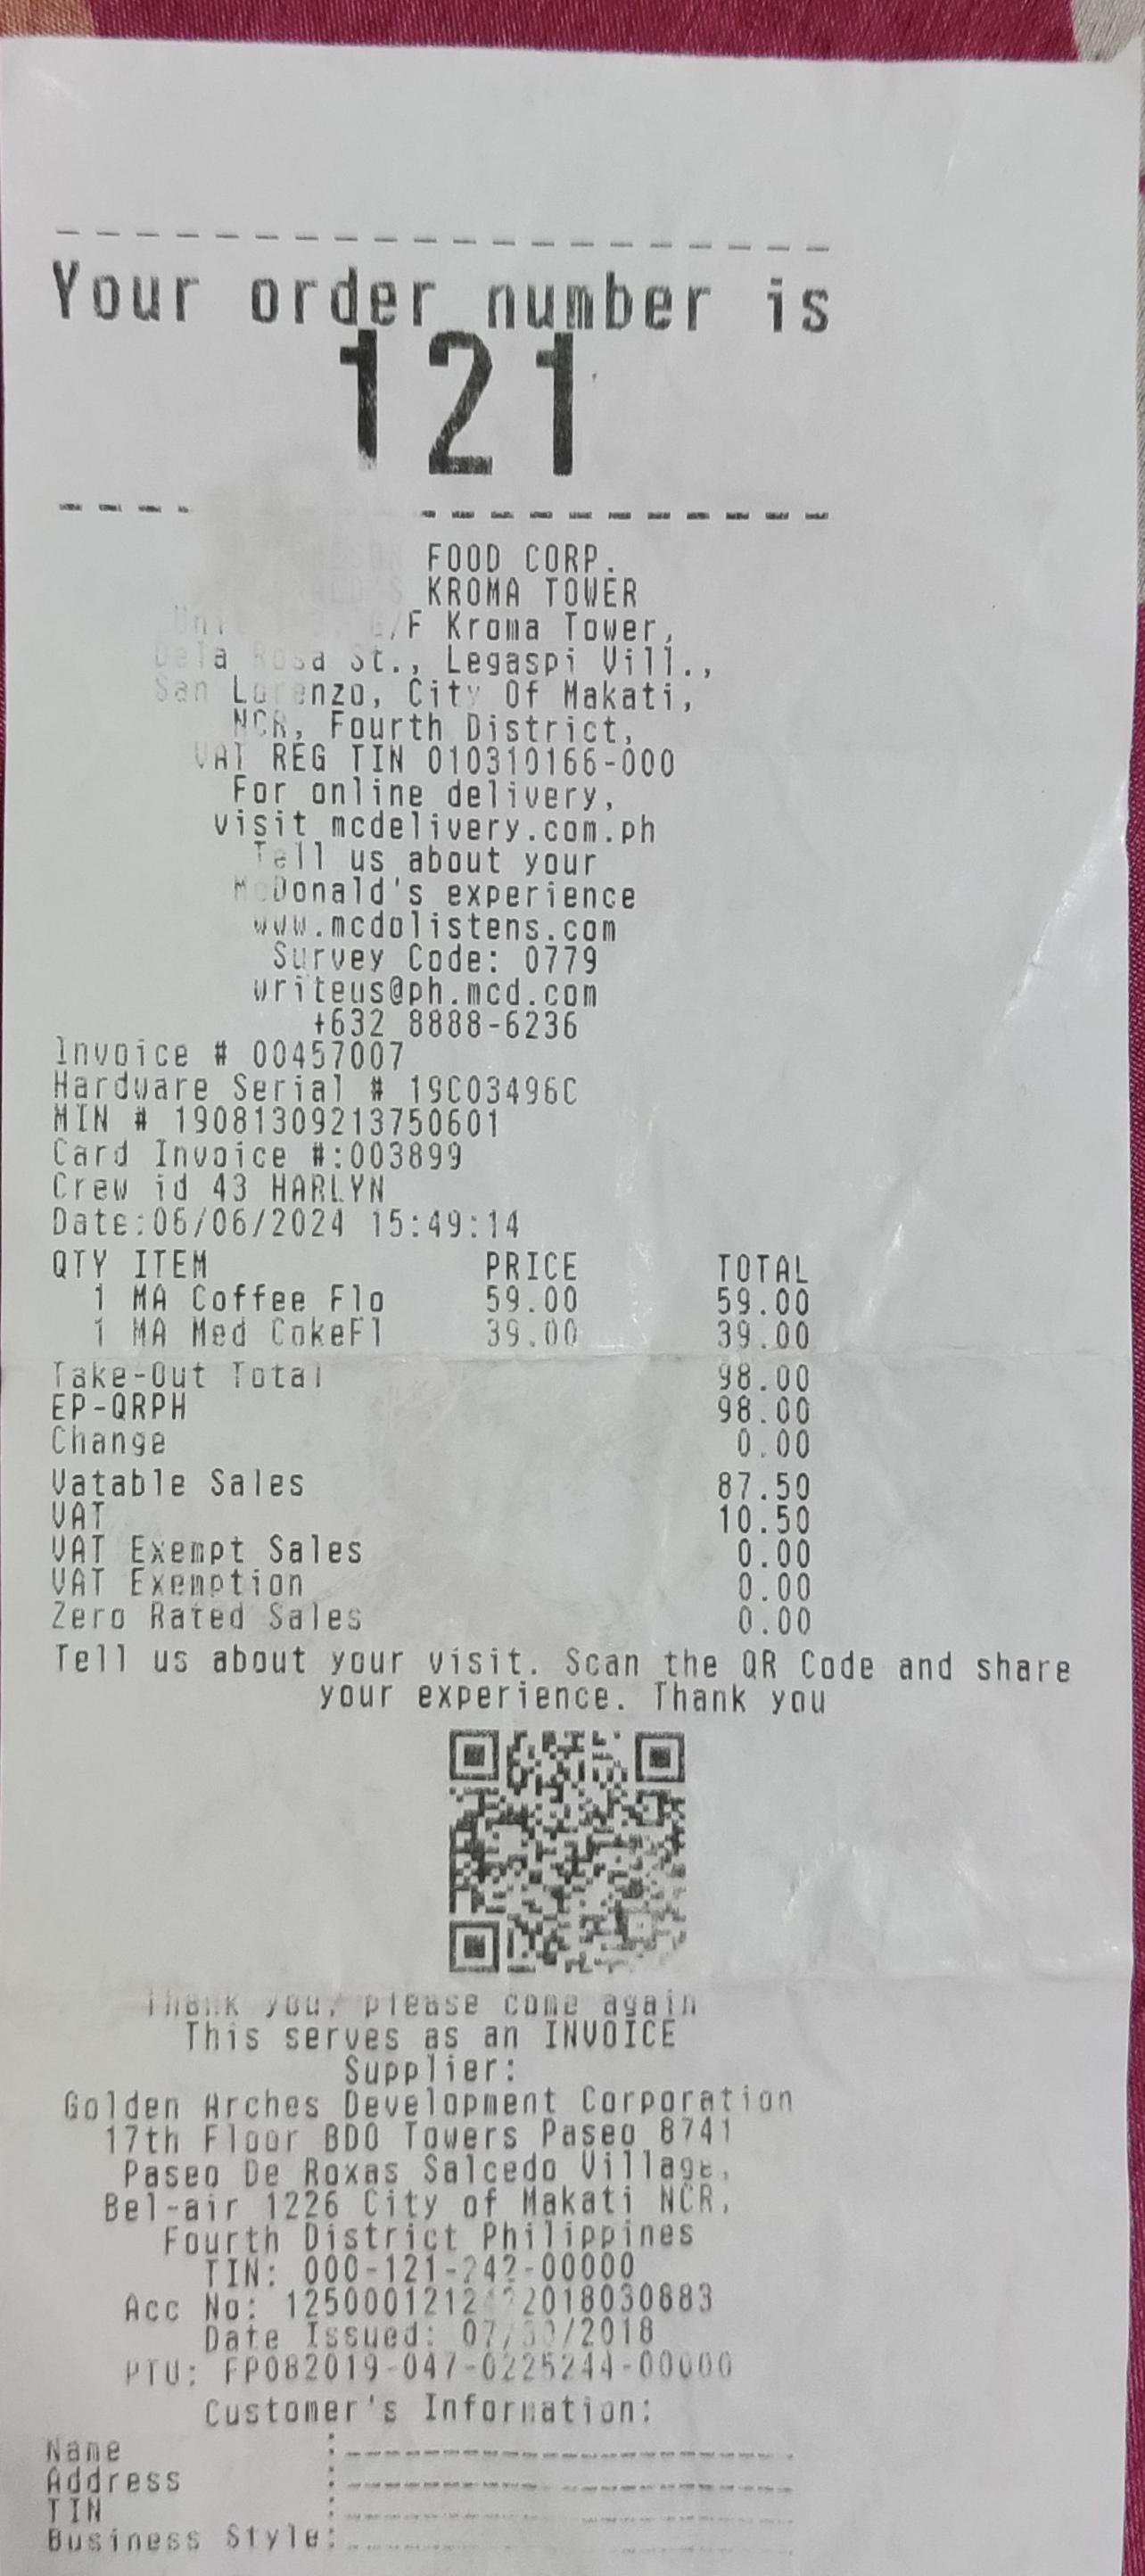 Your order number is
121
FOOD CORP.
KROMA TOWER
G/F Kroma Tower,
Dela Rosa St., Legaspi Vill.,
San Lorenzo, City Of Makati,
NCR, Fourth District,
VAT REG TIN 010310166-000
For online delivery,
visit mcdelivery.com.ph
Tell us about your
McDonald's experience
www.mcdolistens.com
Survey Code: 0779
writeus@ph.mcd.com
+632 8888-6236
Invoice # 00457007
Hardware Serial # 19C03496C
MIN # 19081309213750601
Card Invoice #:003899
Crew id 43 HARLYN
Date:06/06/2024 15:49:14
QTY ITEM PRICE TOTAL
1 MA Coffee Flo 59.00 59.00
1 MA Med CokeFl 39.00 39.00
Take-Out Total 98.00
EP-QRPH 98.00
Change 0.00
Vatable Sales 87.50
VAT 10.50
VAT Exempt Sales 0.00
VAT Exemption 0.00
Zero Rated Sales 0.00
Tell us about your visit. Scan the QR Code and share
your experience. Thank you
Thank you, please come again
This serves as an INVOICE
Supplier:
Golden Arches Development Corporation
17th Floor BDO Towers Paseo 8741
Paseo De Roxas Salcedo Village,
Bel-air 1226 City of Makati NCR,
Fourth District Philippines
TIN: 000-121-242-00000
Acc No:
Date Issued:
PTU: FP082019-047-0225244-00000
Customer's Information:
Name :
Address :
TIN :
Business Style: